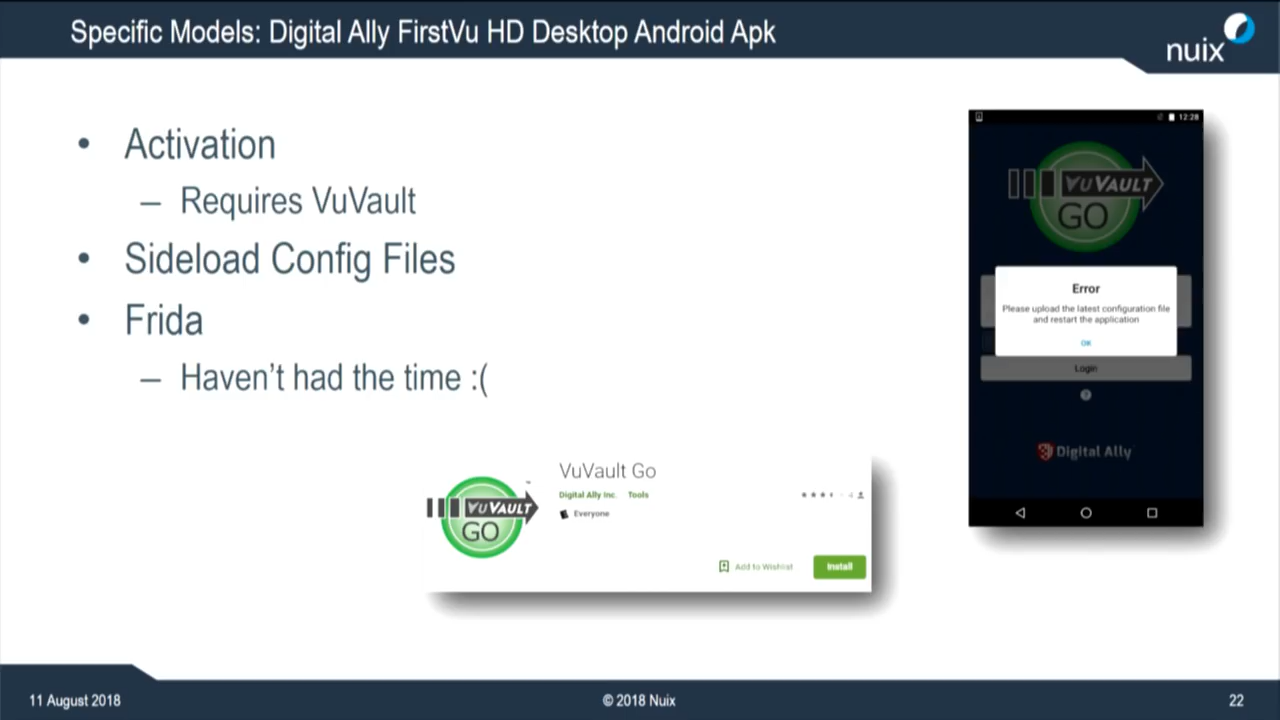 Specific Models: Digital Ally FirstVu HD Desktop Android Apk
nuix
• Activation
– Requires VuVault
• Sideload Config Files
• Frida
– Haven't had the time :(
12:28
VUVAULT
GO
Error
Please upload the latest configuration file
and restart the application
OK
Login
Digital Ally
VUVAULT
GO
VuVault Go
Digital Ally Inc. Tools
Everyone
Add to Wishlist
Install
11 August 2018
© 2018 Nuix
22